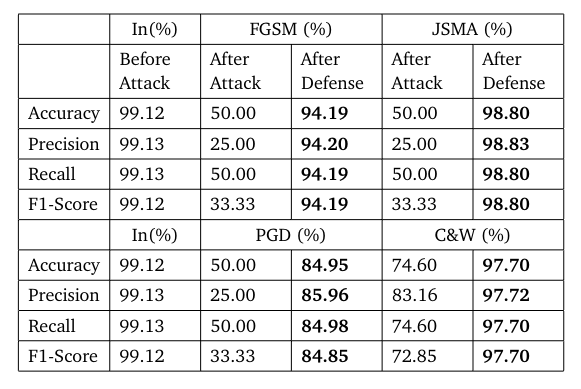 In(%) FGSM (%) JSMA (%)
Before After After After After
Attack Attack Defense Attack Defense
Accuracy 99.12 50.00 94.19 50.00 98.80
Precision 99.13 25.00 94.20 25.00 98.83
Recall 99.13 50.00 94.19 50.00 98.80
F1-Score 99.12 33.33 94.19 33.33 98.80
In(%) PGD (%) C&W (%)
Accuracy 99.12 50.00 84.95 74.60 97.70
Precision 99.13 25.00 85.96 83.16 97.72
Recall 99.13 50.00 84.98 74.60 97.70
F1-Score 99.12 33.33 84.85 72.85 97.70